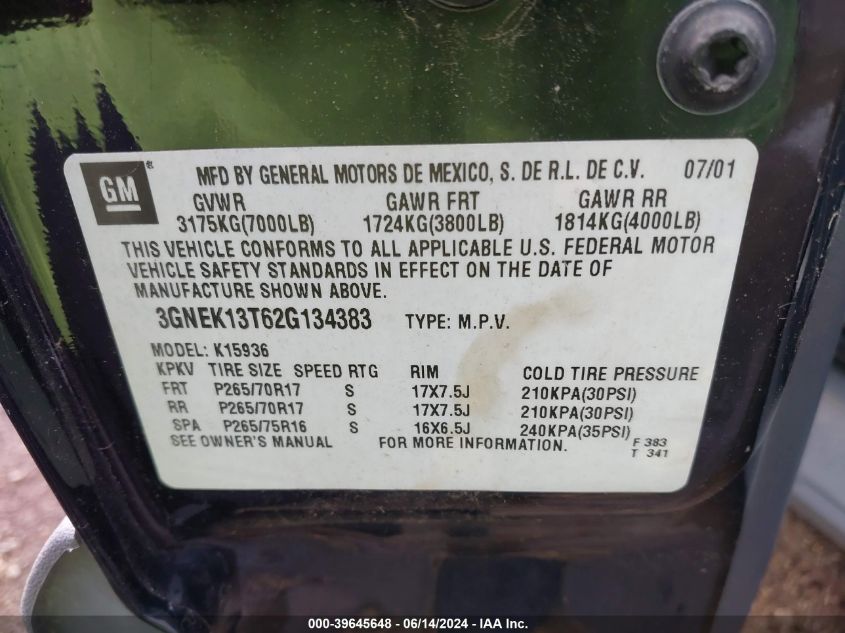 GM® MFD BY GENERAL MOTORS DE MEXICO, S. DE R.L. DE C.V. 07/01
GVWR GAWR FRT GAWR RR
3175KG(7000LB) 1724KG(3800LB) 1814KG(4000LB)
THIS VEHICLE CONFORMS TO ALL APPLICABLE U.S. FEDERAL MOTOR
VEHICLE SAFETY STANDARDS IN EFFECT ON THE DATE OF
MANUFACTURE SHOWN ABOVE.
3GNEK13T62G134383 TYPE: M.P.V.
MODEL: K15936
KPKV TIRE SIZE SPEED RTG RIM COLD TIRE PRESSURE
FRT P265/70R17 S 17X7.5J 210KPA(30PSI)
RR P265/70R17 S 17X7.5J 210KPA(30PSI)
SPA P265/75R16 S 16X6.5J 240KPA(35PSI)
SEE OWNER'S MANUAL FOR MORE INFORMATION. F 383
T 341
000-39645648 - 06/14/2024 - IAA Inc.